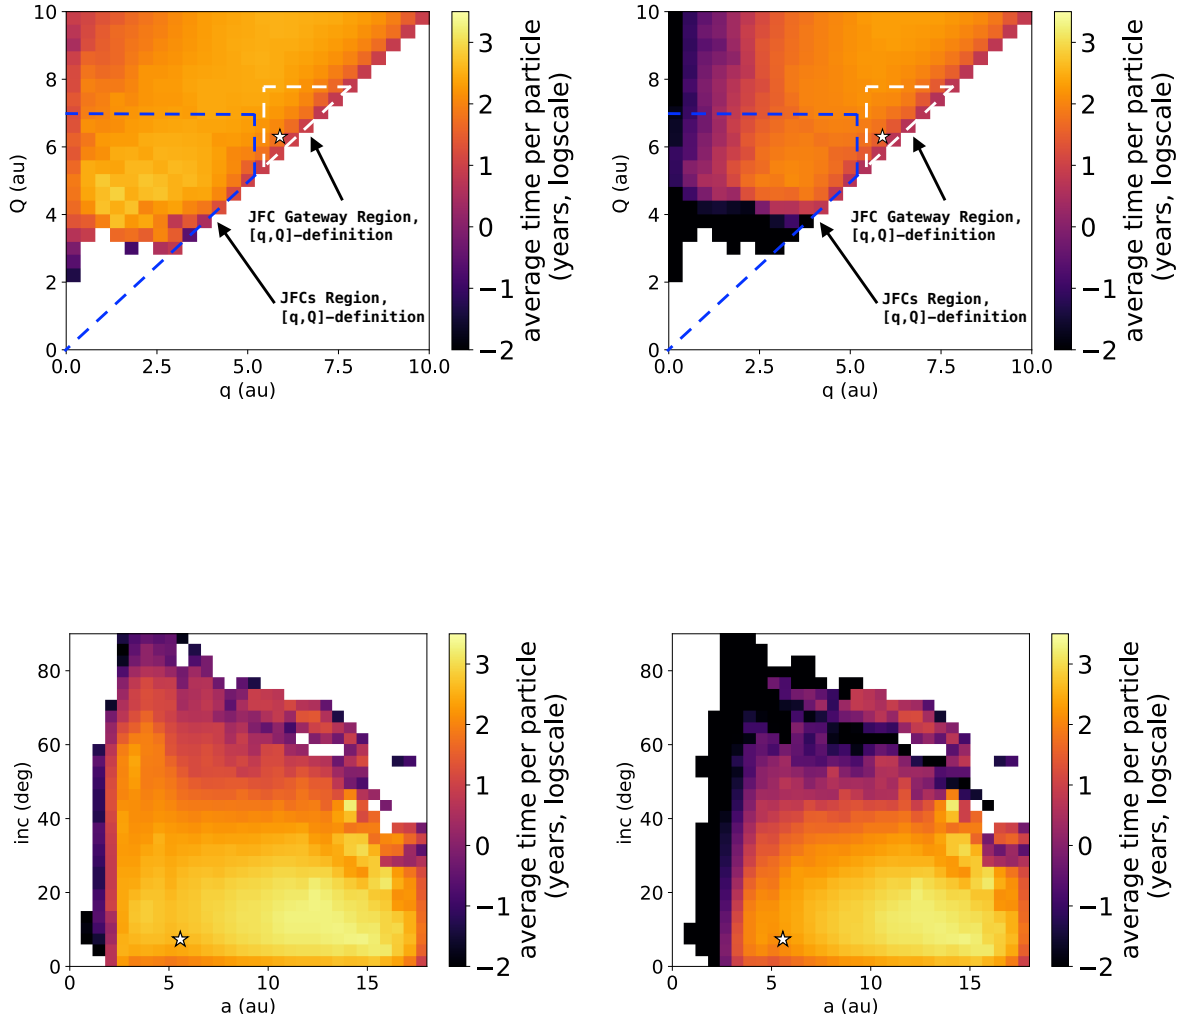 10
8
6
4
2
0
Q (au)
0.0
2.5
5.0
7.5
10.0
q (au)
JFC Gateway Region,
[q,Q]-definition
JFCs Region,
[q,Q]-definition
3
2
1
0
−1
−2
average time per particle
(years, logscale)
10
8
6
4
2
0
Q (au)
0.0
2.5
5.0
7.5
10.0
q (au)
JFC Gateway Region,
[q,Q]-definition
JFCs Region,
[q,Q]-definition
3
2
1
0
−1
−2
average time per particle
(years, logscale)
80
60
40
20
0
inc (deg)
0
5
10
15
a (au)
3
2
1
0
−1
−2
average time per particle
(years, logscale)
80
60
40
20
0
inc (deg)
0
5
10
15
a (au)
3
2
1
0
−1
−2
average time per particle
(years, logscale)